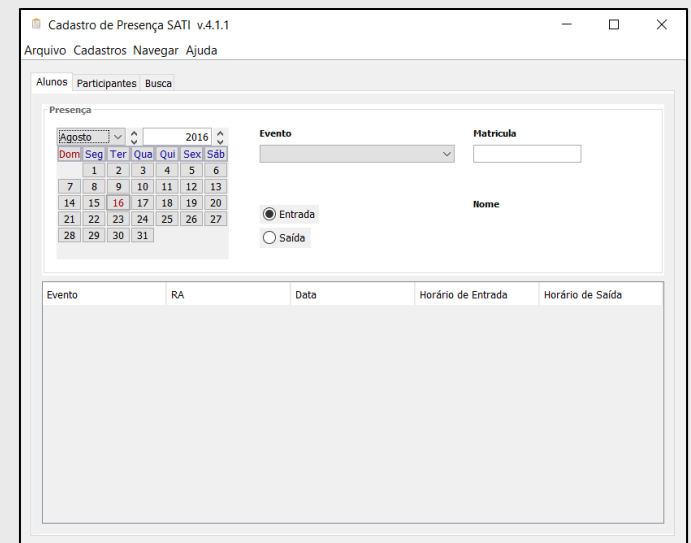 Cadastro de Presença SATI v.4.1.1
Arquivo Cadastros Navegar Ajuda
Alunos Participantes Busca
Presença
Agosto 2016
Dom Seg Ter Qua Qui Sex Sáb
1 2 3 4 5 6
7 8 9 10 11 12 13
14 15 16 17 18 19 20
21 22 23 24 25 26 27
28 29 30 31
Evento
Matricula
Entrada
Saída
Nome
Evento RA Data Horário de Entrada Horário de Saída